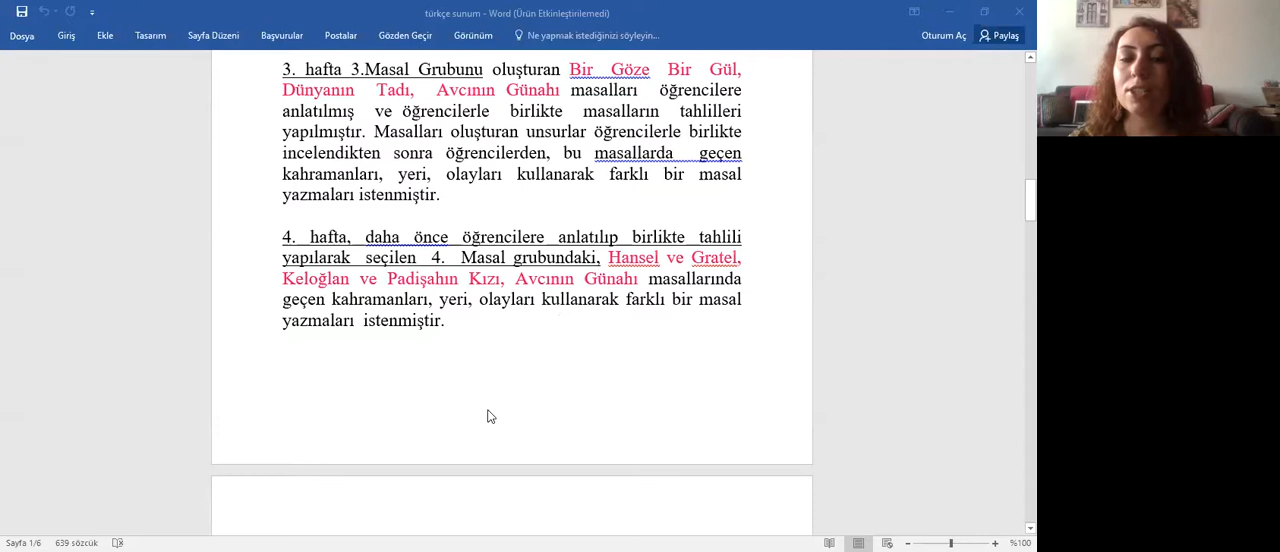 türkçe sunum - Word (Ürün Etkinleştirilemedi)
Dosya Giriş Ekle Tasarım Sayfa Düzeni Başvurular Postalar Gözden Geçir Görünüm Ne yapmak istediğinizi söyleyin... Oturum Aç Paylaş
3. hafta 3.Masal Grubunu oluşturan Bir Göze Bir Gül,
Dünyanın Tadı, Avcının Günahı masalları öğrencilere
anlatılmış ve öğrencilerle birlikte masalların tahlilleri
yapılmıştır. Masalları oluşturan unsurlar öğrencilerle birlikte
incelendikten sonra öğrencilerden, bu masallarda geçen
kahramanları, yeri, olayları kullanarak farklı bir masal
yazmaları istenmiştir.
4. hafta, daha önce öğrencilere anlatılıp birlikte tahlili
yapılarak seçilen 4. Masal grubundaki, Hansel ve Gratel,
Keloğlan ve Padişahın Kızı, Avcının Günahı masallarında
geçen kahramanları, yeri, olayları kullanarak farklı bir masal
yazmaları istenmiştir.
Sayfa 1/6 639 sözcük %100